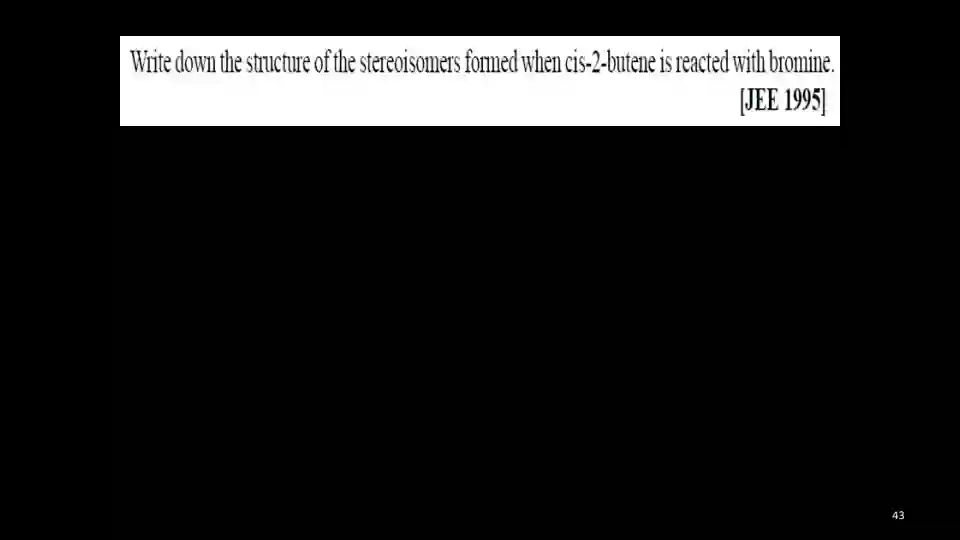 Write down the structure of the stereoisomers formed when cis-2-butene is reacted with bromine.
[JEE 1995]
43